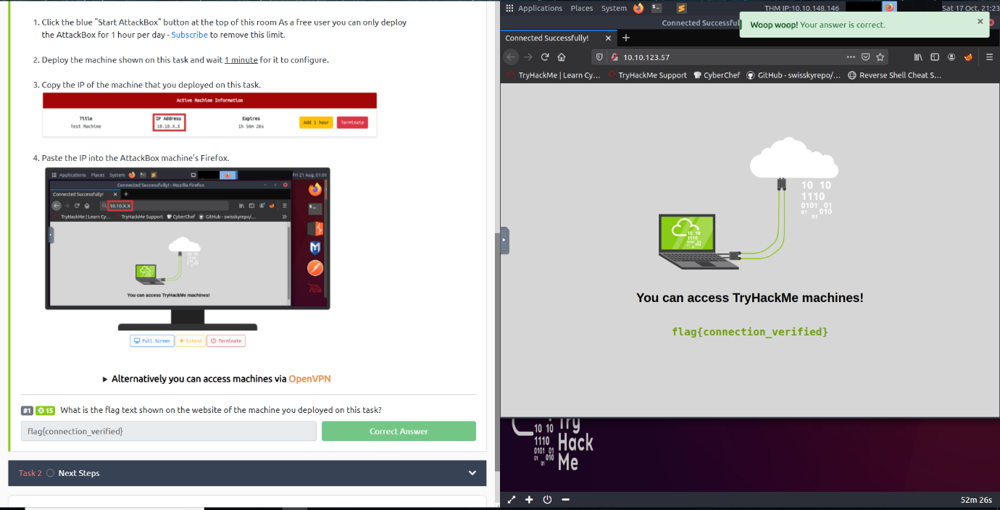 1. Click the blue "Start AttackBox" button at the top of this room As a free user you can only deploy
the AttackBox for 1 hour per day - Subscribe to remove this limit.
2. Deploy the machine shown on this task and wait 1 minute for it to configure.
3. Copy the IP of the machine that you deployed on this task.
Active Machine Information
Title IP Address Expires
Test Machine 10.10.X.X 1h 56m 26s
Add 1 hour Terminate
4. Paste the IP into the AttackBox machine's Firefox.
Applications Places System Fri 21 Aug, 01:01
Connected Successfully! - Mozilla Firefox
Connected Successfully! × +
10.10.X.X
TryHackMe | Learn Cy... TryHackMe Support CyberChef GitHub - swisskyrepo/... »
You can access TryHackMe machines!
Full Screen + Extend Terminate
Alternatively you can access machines via OpenVPN
#1 15 What is the flag text shown on the website of the machine you deployed on this task?
flag{connection_verified} Correct Answer
Task 2 Next Steps
Applications Places System THM IP:10.10.148.146 Sat 17 Oct, 21:23
Connected Successful
Woop woop! Your answer is correct. ×
Connected Successfully! × +
10.10.123.57
TryHackMe | Learn Cy... TryHackMe Support CyberChef GitHub - swisskyrepo/... Reverse Shell Cheat S...
10 10
1110
0101 01
01 010
01
You can access TryHackMe machines!
flag{connection_verified}
10 10 Try
1110 Hack
0101 01
01 010 Me
01
52m 26s